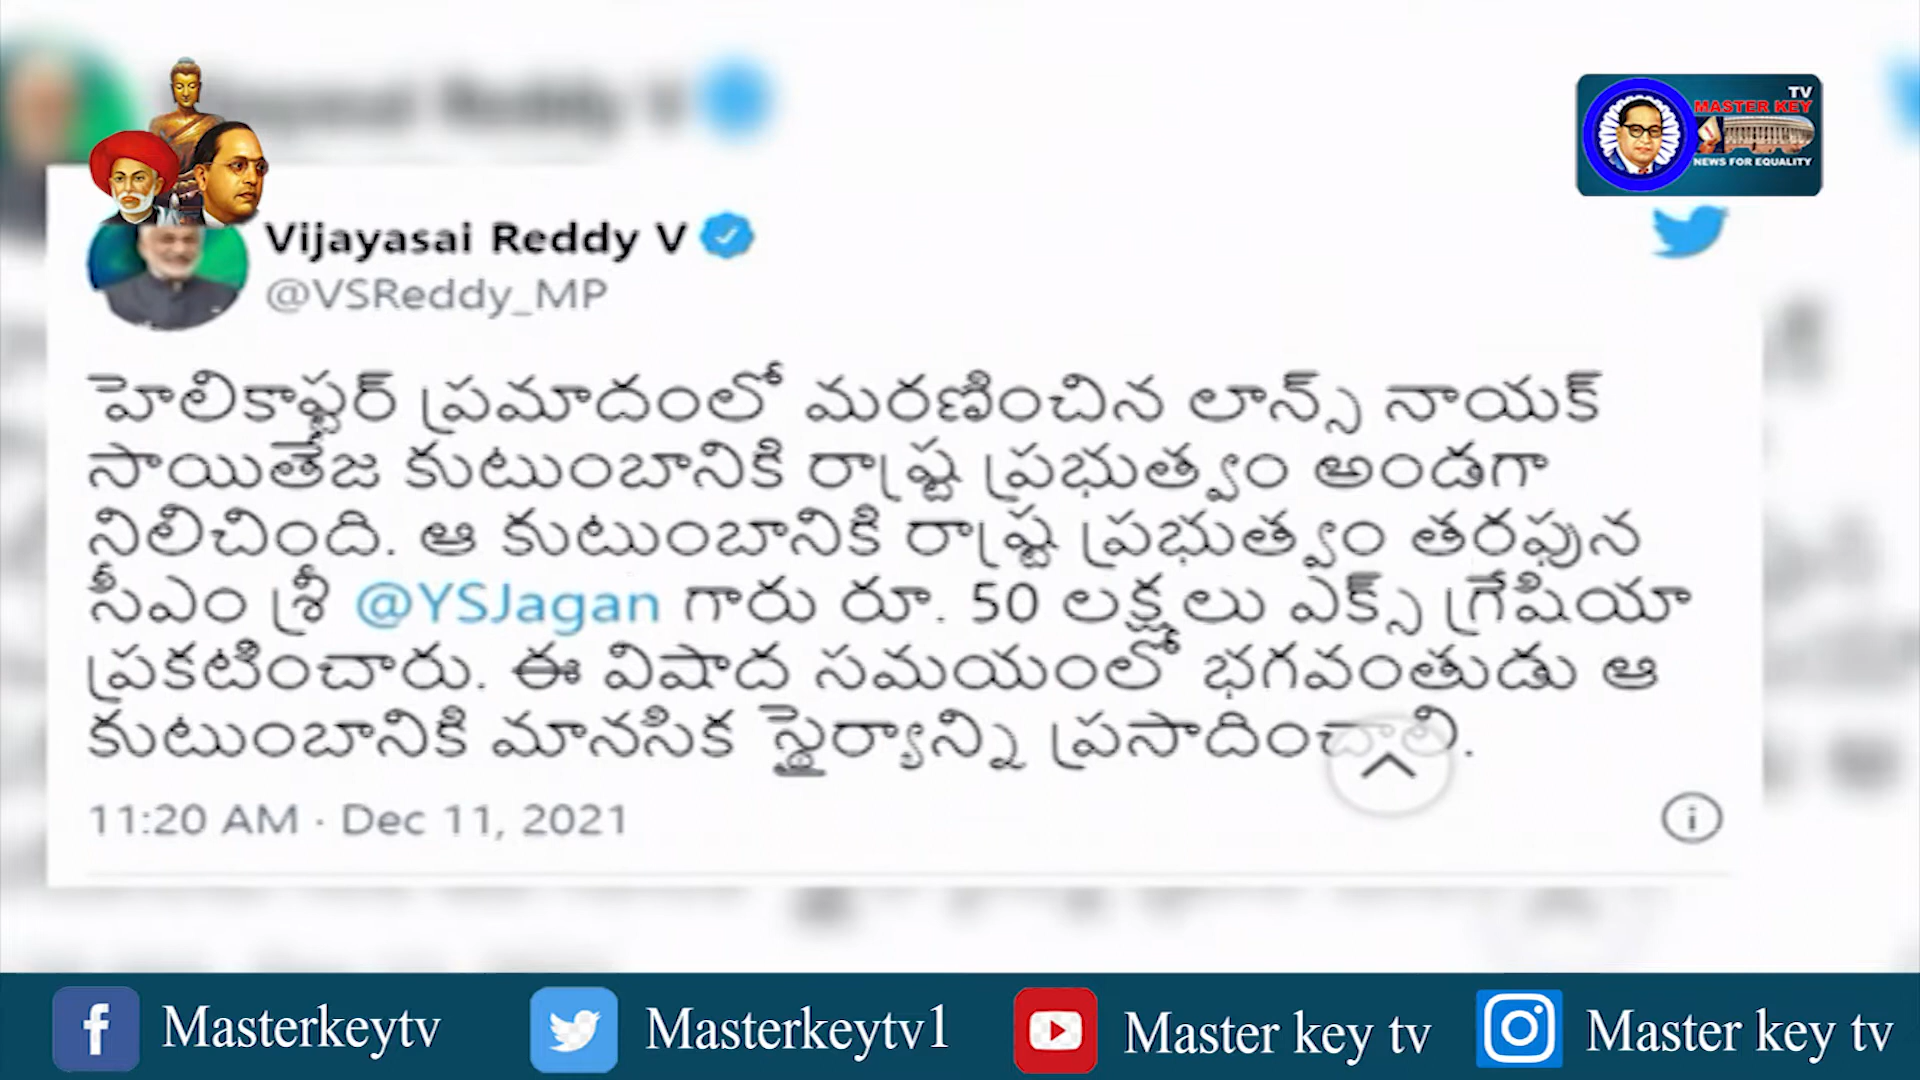 TV
MASTER KEY
NEWS FOR EQUALITY
Vijayasai Reddy V
@VSReddy_MP
హెలికాప్టర్ ప్రమాదంలో మరణించిన లాన్స్ నాయక్
సాయితేజ కుటుంబానికి రాష్ట్ర ప్రభుత్వం అండగా
నిలిచింది. ఆ కుటుంబానికి రాష్ట్ర ప్రభుత్వం తరఫున
సీఎం శ్రీ @YSJagan గారు రూ. 50 లక్షలు ఎక్స్ గ్రేషియా
ప్రకటించారు. ఈ విషాద సమయంలో భగవంతుడు ఆ
కుటుంబానికి మానసిక స్థైర్యాన్ని ప్రసాదించాలి.
11:20 AM · Dec 11, 2021
Masterkeytv
Masterkeytv1
Master key tv
Master key tv